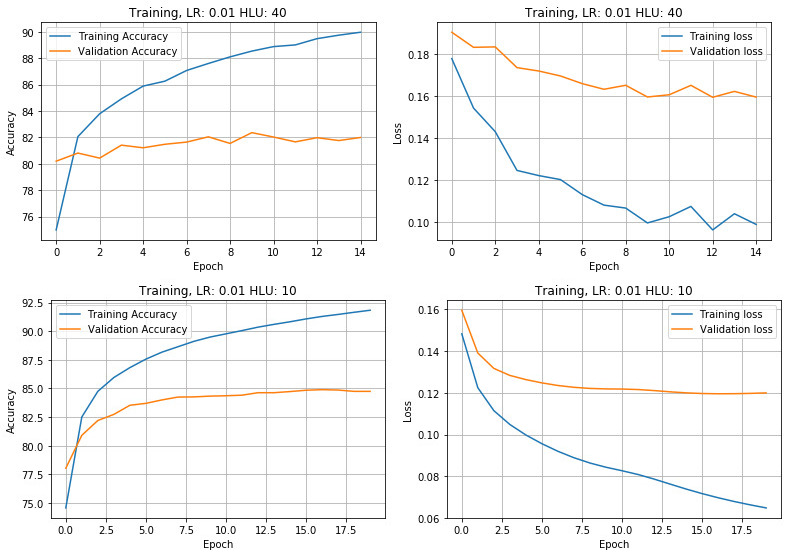 Training, LR: 0.01 HLU: 40
Accuracy
90
88
86
84
82
80
78
76
Training Accuracy
Validation Accuracy
0 2 4 6 8 10 12 14
Epoch
Training, LR: 0.01 HLU: 40
Loss
0.18
0.16
0.14
0.12
0.10
Training loss
Validation loss
0 2 4 6 8 10 12 14
Epoch
Training, LR: 0.01 HLU: 10
Accuracy
92.5
90.0
87.5
85.0
82.5
80.0
77.5
75.0
Training Accuracy
Validation Accuracy
0.0 2.5 5.0 7.5 10.0 12.5 15.0 17.5
Epoch
Training, LR: 0.01 HLU: 10
Loss
0.16
0.14
0.12
0.10
0.08
0.06
Training loss
Validation loss
0.0 2.5 5.0 7.5 10.0 12.5 15.0 17.5
Epoch